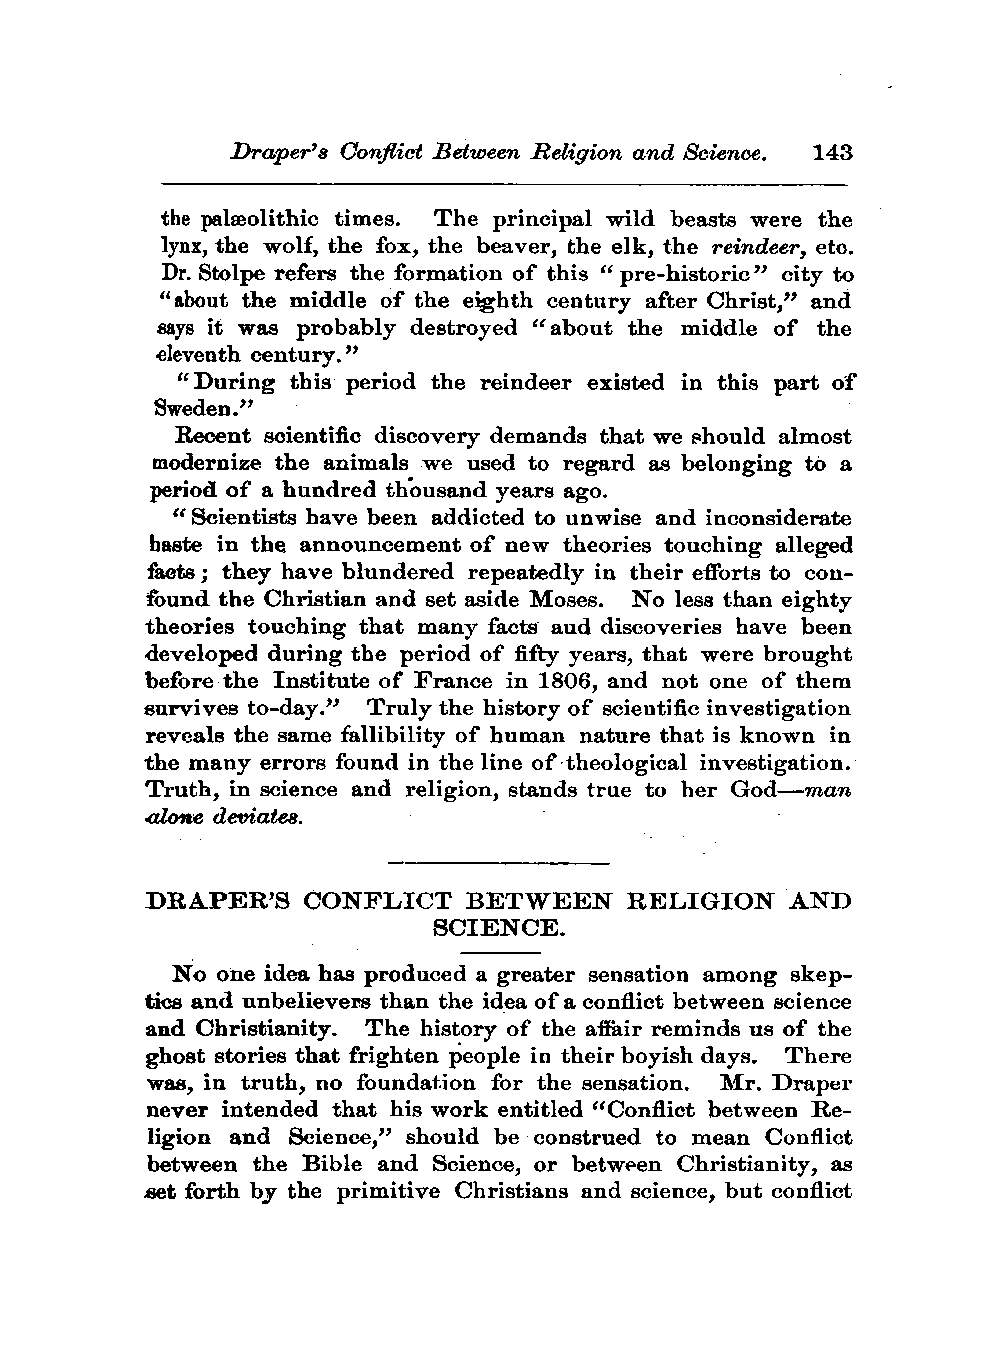 Draper's Conflict Between Religion and Science. 143
the palæolithic times. The principal wild beasts were the
lynx, the wolf, the fox, the beaver, the elk, the reindeer, etc.
Dr. Stolpe refers the formation of this “pre-historic” city to
“about the middle of the eighth century after Christ,” and
says it was probably destroyed “about the middle of the
eleventh century.”
“During this period the reindeer existed in this part of
Sweden.”
Recent scientific discovery demands that we should almost
modernize the animals we used to regard as belonging to a
period of a hundred thousand years ago.
“Scientists have been addicted to unwise and inconsiderate
haste in the announcement of new theories touching alleged
facts; they have blundered repeatedly in their efforts to con-
found the Christian and set aside Moses. No less than eighty
theories touching that many facts and discoveries have been
developed during the period of fifty years, that were brought
before the Institute of France in 1806, and not one of them
survives to-day.” Truly the history of scientific investigation
reveals the same fallibility of human nature that is known in
the many errors found in the line of theological investigation.
Truth, in science and religion, stands true to her God—man
alone deviates.
DRAPER'S CONFLICT BETWEEN RELIGION AND
SCIENCE.
No one idea has produced a greater sensation among skep-
tics and unbelievers than the idea of a conflict between science
and Christianity. The history of the affair reminds us of the
ghost stories that frighten people in their boyish days. There
was, in truth, no foundation for the sensation. Mr. Draper
never intended that his work entitled “Conflict between Re-
ligion and Science,” should be construed to mean Conflict
between the Bible and Science, or between Christianity, as
set forth by the primitive Christians and science, but conflict